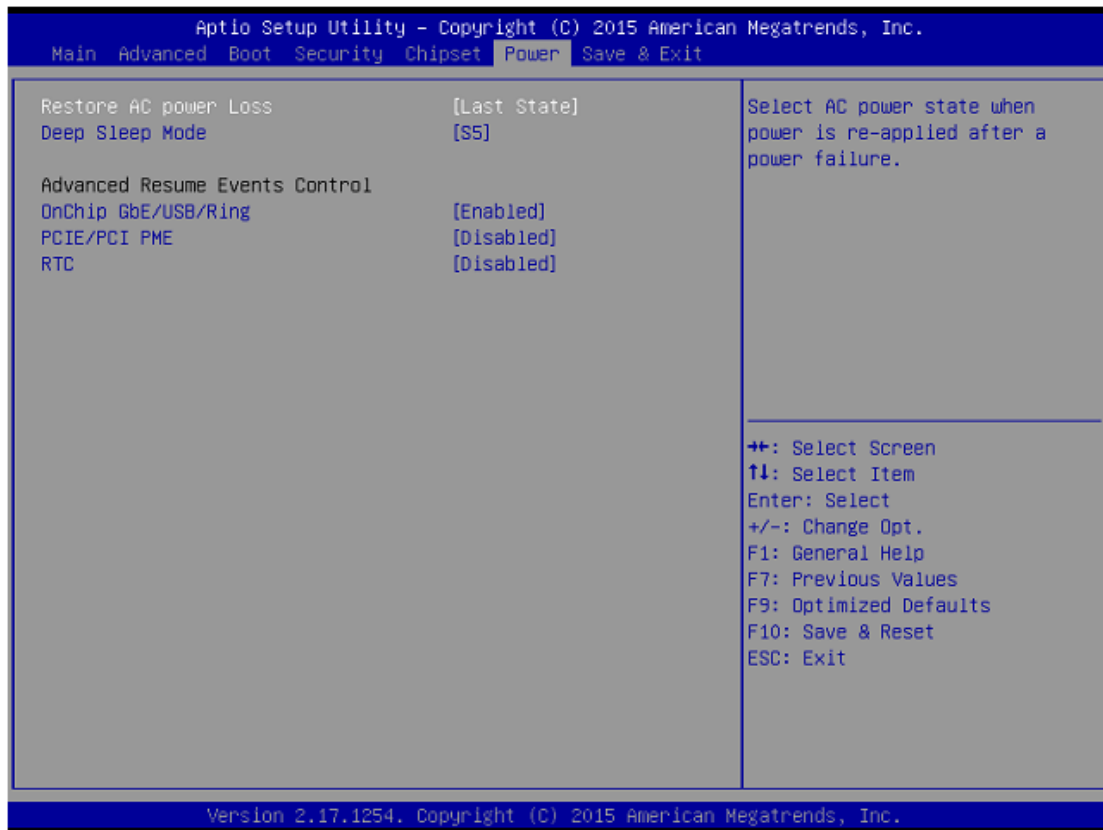 Aptio Setup Utility – Copyright (C) 2015 American Megatrends, Inc.
Main Advanced Boot Security Chipset Power Save & Exit
Restore AC power Loss [Last State]
Deep Sleep Mode [S5]
Advanced Resume Events Control
OnChip GbE/USB/Ring [Enabled]
PCIE/PCI PME [Disabled]
RTC [Disabled]
Select AC power state when
power is re-applied after a
power failure.
→←: Select Screen
↑↓: Select Item
Enter: Select
+/-: Change Opt.
F1: General Help
F7: Previous Values
F9: Optimized Defaults
F10: Save & Reset
ESC: Exit
Version 2.17.1254. Copyright (C) 2015 American Megatrends, Inc.